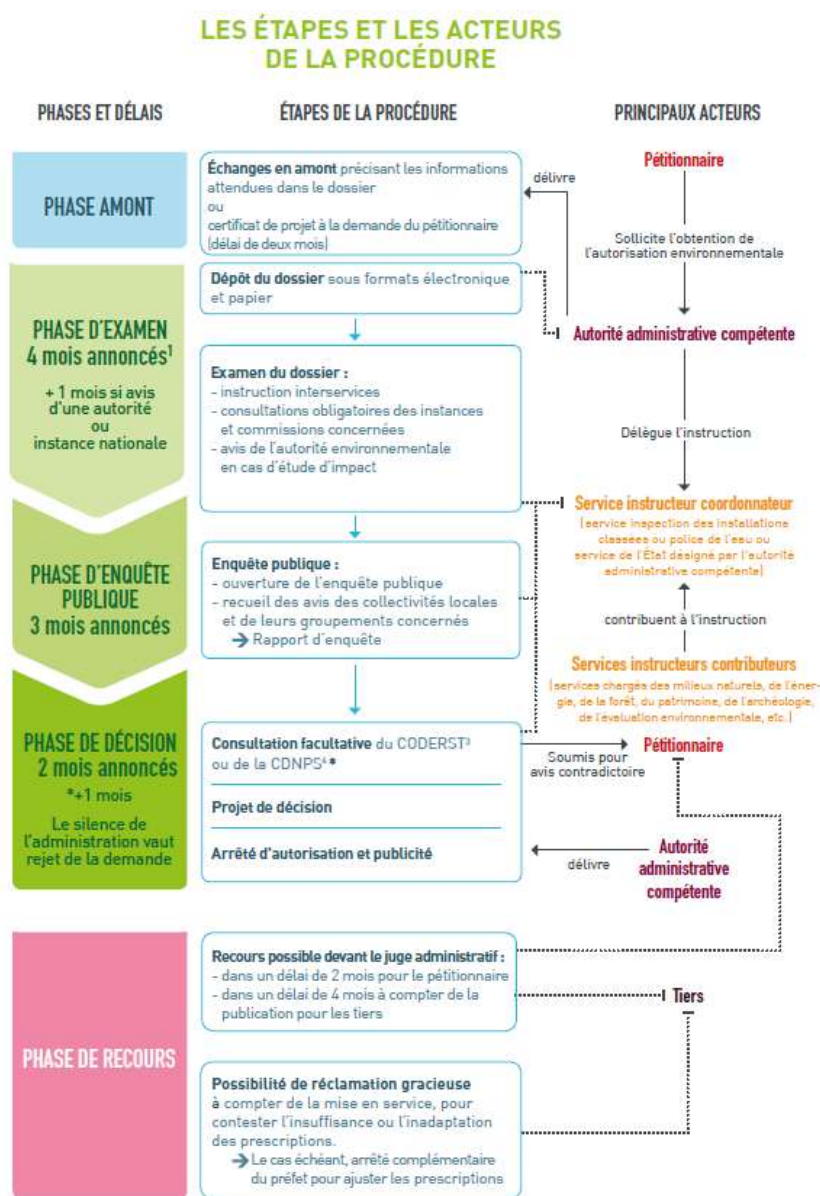 LES ÉTAPES ET LES ACTEURS
DE LA PROCÉDURE
PHASES ET DÉLAIS
ÉTAPES DE LA PROCÉDURE
PRINCIPAUX ACTEURS
PHASE AMONT
Échanges en amont précisant les informations
attendues dans le dossier
ou
certificat de projet à la demande du pétitionnaire
(délai de deux mois)
délivre
Pétitionnaire
Sollicite l'obtention de
l'autorisation environnementale
Dépôt du dossier sous formats électronique
et papier
Autorité administrative compétente
PHASE D'EXAMEN
4 mois annoncés¹
+ 1 mois si avis
d'une autorité
ou
instance nationale
Examen du dossier :
- instruction interservices
- consultations obligatoires des instances
et commissions concernées
- avis de l'autorité environnementale
en cas d'étude d'impact
Délègue l'instruction
Service instructeur coordonnateur
(service inspection des installations
classées ou police de l'eau ou
service de l'État désigné par l'autorité
administrative compétente)
PHASE D'ENQUÊTE
PUBLIQUE
3 mois annoncés
Enquête publique :
- ouverture de l'enquête publique
- recueil des avis des collectivités locales
et de leurs groupements concernés
➔ Rapport d'enquête
contribuent à l'instruction
Services instructeurs contributeurs
(services chargés des milieux naturels, de l'éner-
gie, de la forêt, du patrimoine, de l'archéologie,
de l'évaluation environnementale, etc.)
PHASE DE DÉCISION
2 mois annoncés
*+1 mois
Le silence de
l'administration vaut
rejet de la demande
Consultation facultative du CODERST³
ou de la CDNPS⁴ *
Projet de décision
Arrêté d'autorisation et publicité
Soumis pour
avis contradictoire
Pétitionnaire
délivre
Autorité
administrative
compétente
PHASE DE RECOURS
Recours possible devant le juge administratif :
- dans un délai de 2 mois pour le pétitionnaire
- dans un délai de 4 mois à compter de la
publication pour les tiers
Tiers
Possibilité de réclamation gracieuse
à compter de la mise en service, pour
contester l'insuffisance ou l'inadaptation
des prescriptions.
➔ Le cas échéant, arrêté complémentaire
du préfet pour ajuster les prescriptions